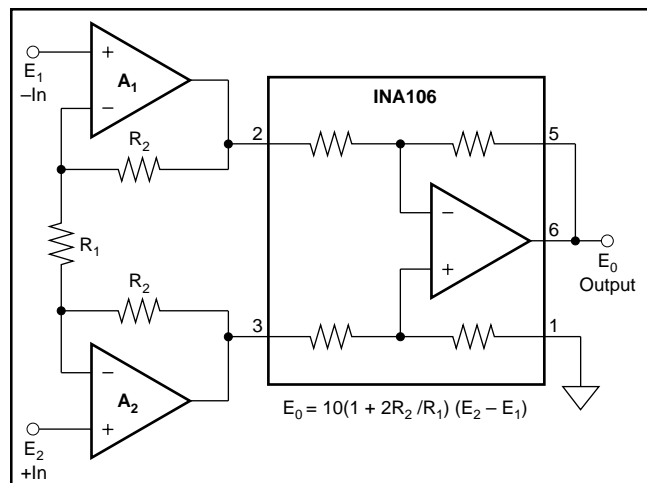 E1
–In
+
A1
–
R2
R1
R2
–
A2
+
E2
+In
INA106
2
5
–
+
6
3
1
E0
Output
E0 = 10(1 + 2R2 /R1) (E2 – E1)